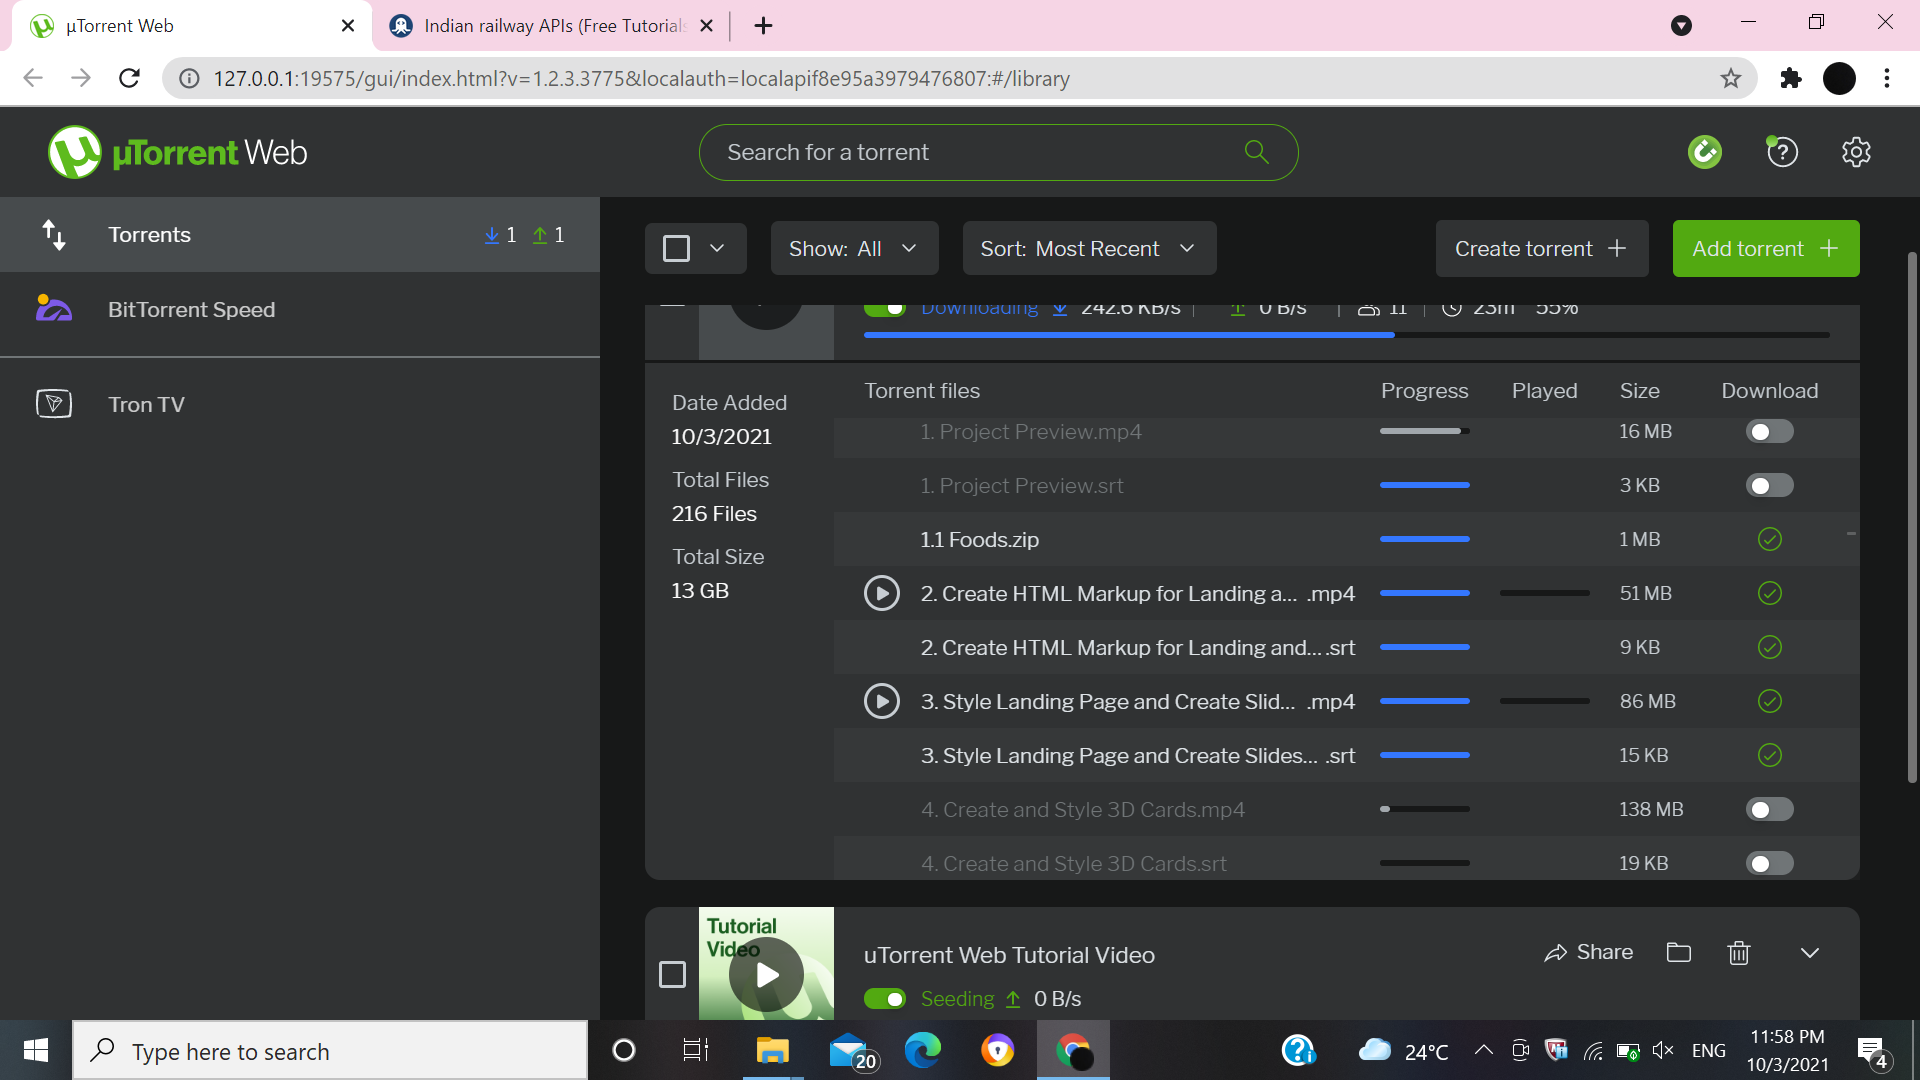 µTorrent Web
Indian railway APIs (Free Tutorials
127.0.0.1:19575/gui/index.html?v=1.2.3.3775&localauth=localapif8e95a3979476807:#/library
µTorrent Web
Search for a torrent
Torrents 1 1
BitTorrent Speed
Tron TV
Show: All
Sort: Most Recent
Create torrent
Add torrent
Downloading 242.6 KB/s 0 B/s 11 23m 55%
Date Added
10/3/2021
Total Files
216 Files
Total Size
13 GB
Torrent files Progress Played Size Download
1. Project Preview.mp4 16 MB
1. Project Preview.srt 3 KB
1.1 Foods.zip 1 MB
2. Create HTML Markup for Landing a... .mp4 51 MB
2. Create HTML Markup for Landing and... .srt 9 KB
3. Style Landing Page and Create Slid... .mp4 86 MB
3. Style Landing Page and Create Slides... .srt 15 KB
4. Create and Style 3D Cards.mp4 138 MB
4. Create and Style 3D Cards.srt 19 KB
Tutorial
Video
uTorrent Web Tutorial Video
Share
Seeding 0 B/s
Type here to search
20
24°C
ENG
11:58 PM
10/3/2021
4